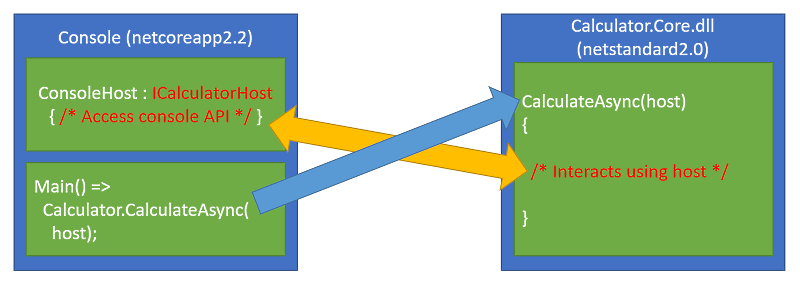 Console (netcoreapp2.2)
ConsoleHost : ICalculatorHost
{ /* Access console API */ }
Main() =>
Calculator.CalculateAsync(
host);
Calculator.Core.dll
(netstandard2.0)
CalculateAsync(host)
{
/* Interacts using host */
}